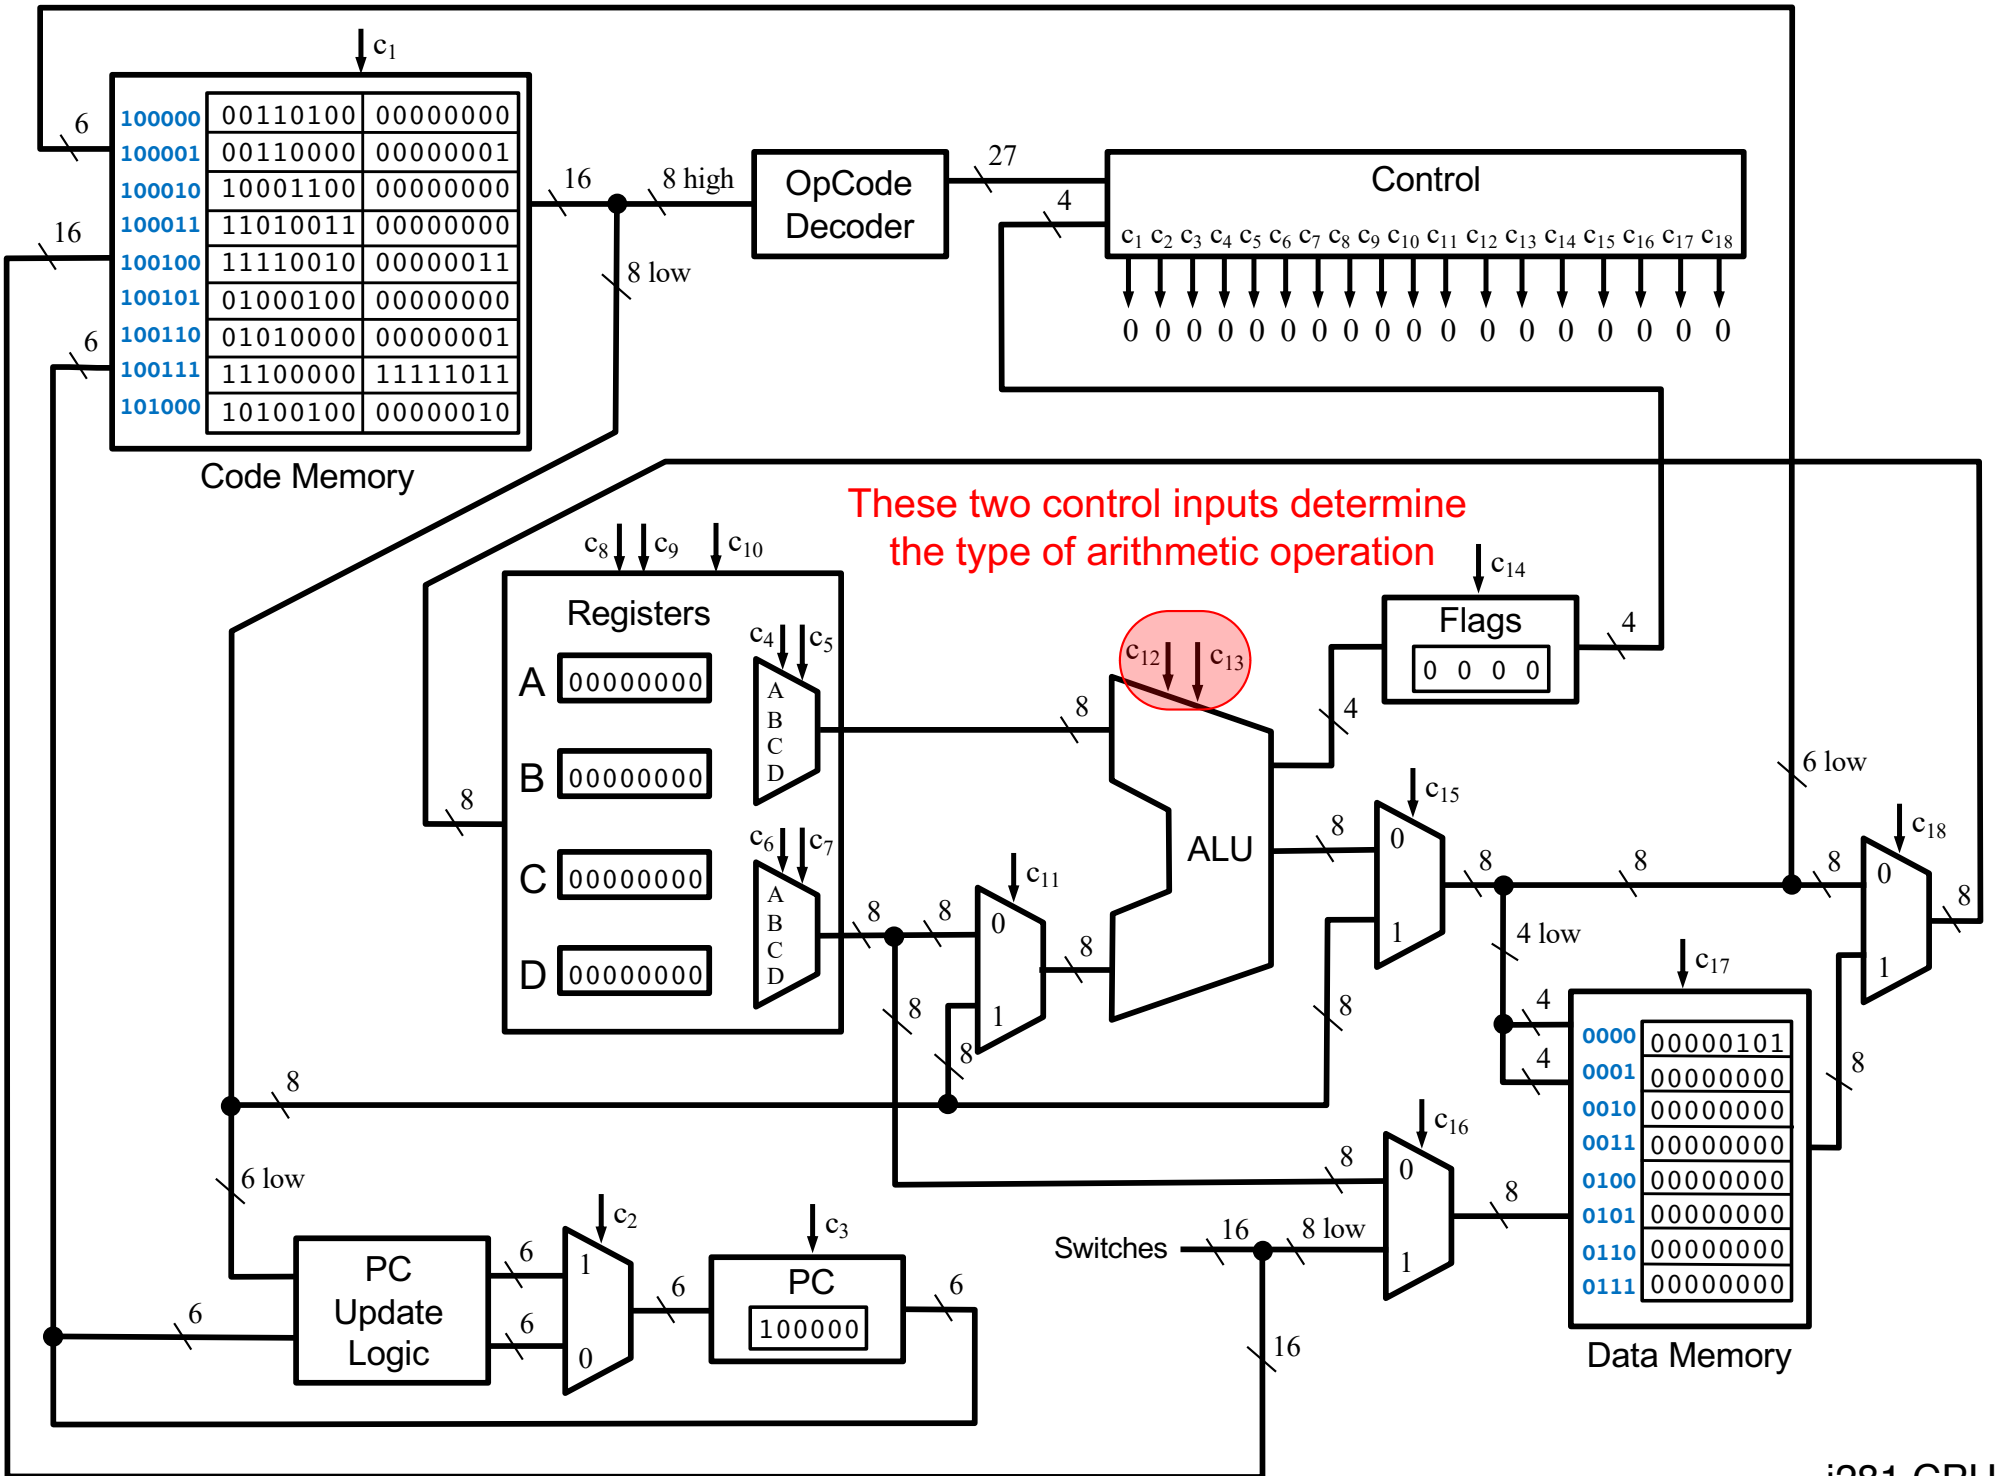 c1
6
100000 00110100 00000000
100001 00110000 00000001
100010 10001100 00000000
100011 11010011 00000000
100100 11110010 00000011
100101 01000100 00000000
100110 01010000 00000001
100111 11100000 11111011
101000 10100100 00000010
16
6
Code Memory
16
8 high
8 low
OpCode
Decoder
27
4
Control
c1 c2 c3 c4 c5 c6 c7 c8 c9 c10 c11 c12 c13 c14 c15 c16 c17 c18
0 0 0 0 0 0 0 0 0 0 0 0 0 0 0 0 0 0
These two control inputs determine
the type of arithmetic operation
c8 c9 c10
Registers
A 00000000
B 00000000
C 00000000
D 00000000
8
c4 c5
A
B
C
D
c6 c7
A
B
C
D
8
8
8
8
c11
0
1
8
8
c12 c13
ALU
c14
Flags
0 0 0 0
4
4
8
c15
0
1
8
8
8
8
6 low
4 low
c18
0
1
8
c17
4
4
0000 00000101
0001 00000000
0010 00000000
0011 00000000
0100 00000000
0101 00000000
0110 00000000
0111 00000000
8
Data Memory
8
c16
0
1
8
8
Switches
16
8 low
16
6 low
PC
Update
Logic
6
6
6
c2
1
0
6
c3
PC
100000
6
i281 CPU